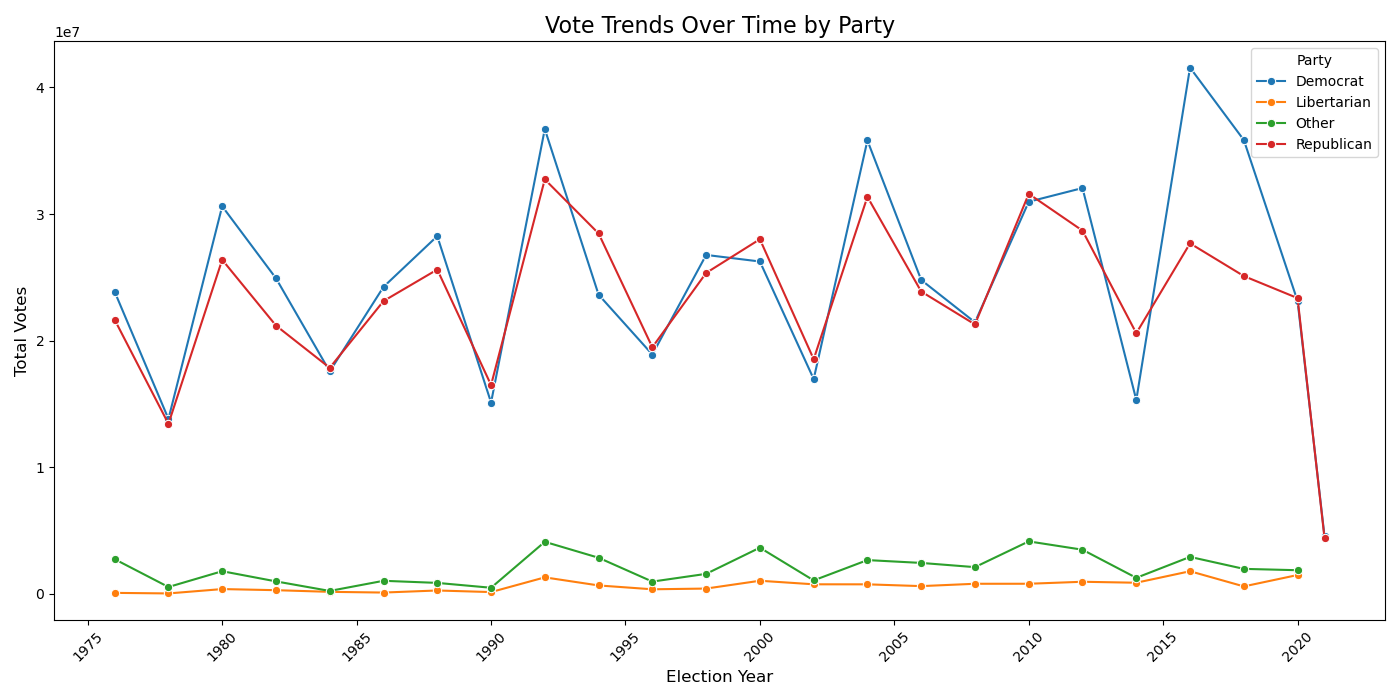 Vote Trends Over Time by Party
1e7
4
3
2
1
0
Total Votes
Party
Democrat
Libertarian
Other
Republican
1975 1980 1985 1990 1995 2000 2005 2010 2015 2020
Election Year